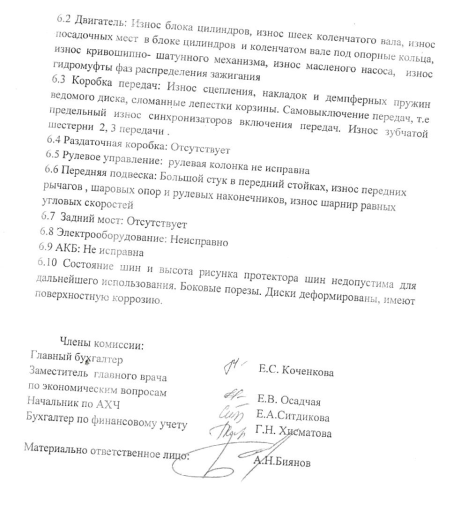 6.2 Двигатель: Износ блока цилиндров, износ шеек коленчатого вала, износ
посадочных мест в блоке цилиндров и коленчатом вале под опорные кольца,
износ кривошипно- шатунного механизма, износ масленого насоса, износ
гидромуфты фаз распределения зажигания
6.3 Коробка передач: Износ сцепления, накладок и демпферных пружин
ведомого диска, сломанные лепестки корзины. Самовыключение передач, т.е
предельный износ синхронизаторов включения передач. Износ зубчатой
шестерни 2, 3 передачи .
6.4 Раздаточная коробка: Отсутствует
6.5 Рулевое управление: рулевая колонка не исправна
6.6 Передняя подвеска: Большой стук в передний стойках, износ передних
рычагов , шаровых опор и рулевых наконечников, износ шарнир равных
угловых скоростей
6.7 Задний мост: Отсутствует
6.8 Электрооборудование: Неисправно
6.9 АКБ: Не исправна
6.10 Состояние шин и высота рисунка протектора шин недопустима для
дальнейшего использования. Боковые порезы. Диски деформированы, имеют
поверхностную коррозию.
Члены комиссии:
Главный бухгалтер Е.С. Коченкова
Заместитель главного врача
по экономическим вопросам Е.В. Осадчая
Начальник по АХЧ Е.А.Ситдикова
Бухгалтер по финансовому учету Г.Н. Хисматова
Материально ответственное лицо: А.Н.Биянов